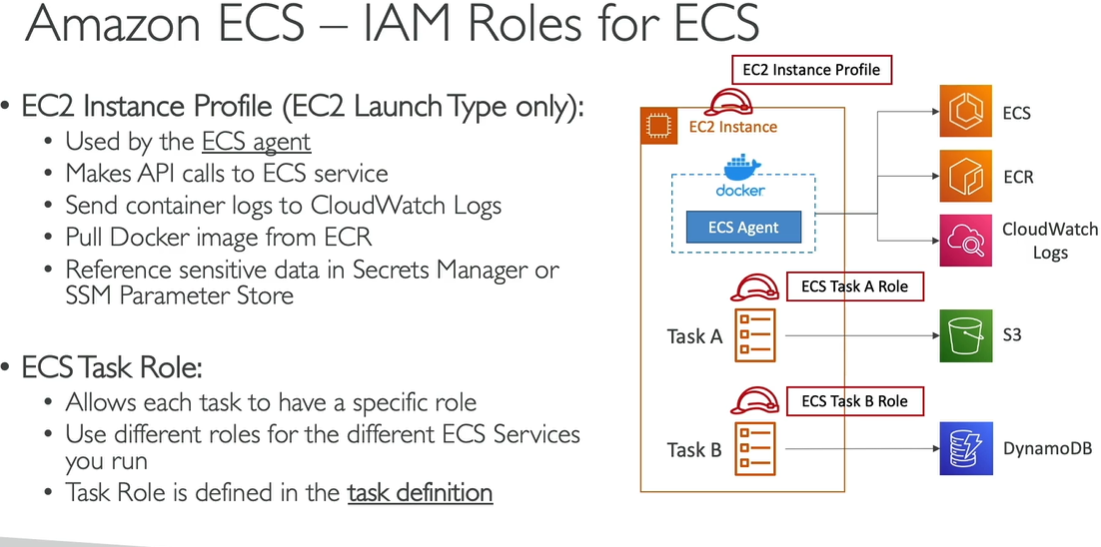 Amazon ECS – IAM Roles for ECS
• EC2 Instance Profile (EC2 Launch Type only):
• Used by the ECS agent
• Makes API calls to ECS service
• Send container logs to CloudWatch Logs
• Pull Docker image from ECR
• Reference sensitive data in Secrets Manager or
SSM Parameter Store
• ECS Task Role:
• Allows each task to have a specific role
• Use different roles for the different ECS Services
you run
• Task Role is defined in the task definition
EC2 Instance Profile
EC2 Instance
docker
ECS Agent
ECS
ECR
CloudWatch
Logs
ECS Task A Role
Task A
S3
ECS Task B Role
Task B
DynamoDB